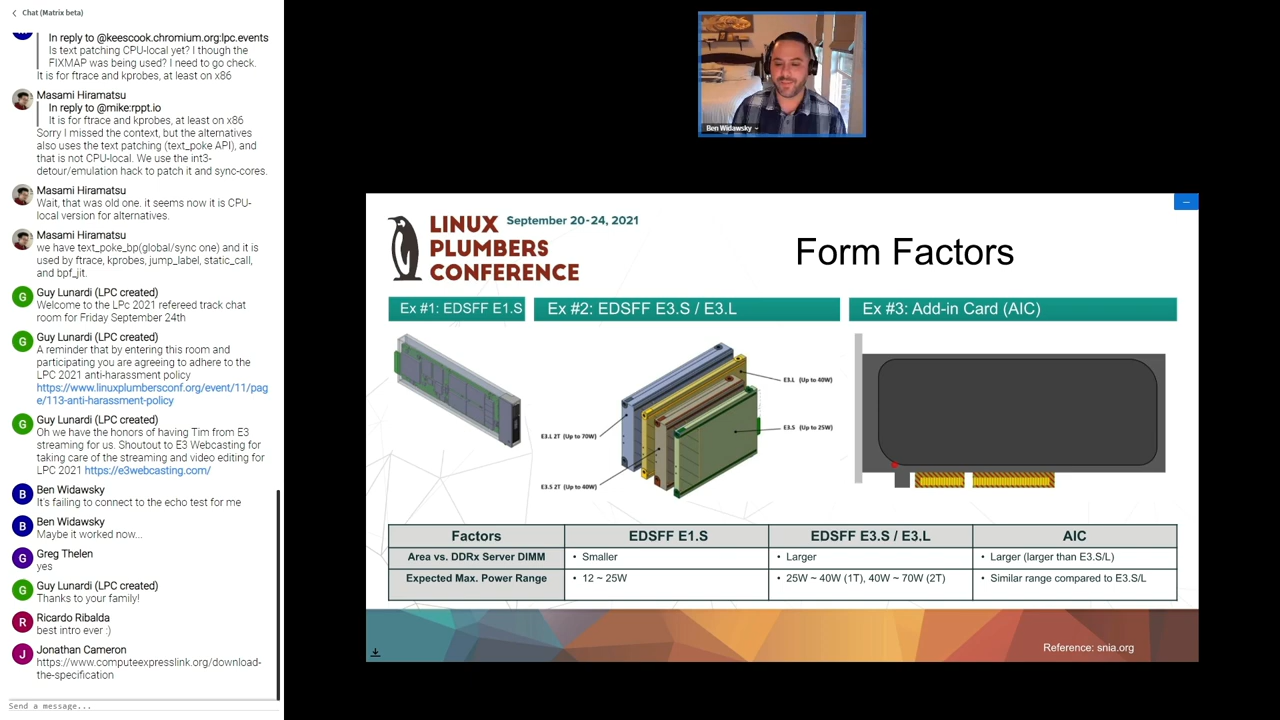 Chat (Matrix beta)
In reply to @keescook.chromium.org:lpc.events
Is text patching CPU-local yet? I though the
FIXMAP was being used? I need to go check.
It is for ftrace and kprobes, at least on x86
Masami Hiramatsu
In reply to @mike:rppt.io
It is for ftrace and kprobes, at least on x86
Sorry I missed the context, but the alternatives
also uses the text patching (text_poke API), and
that is not CPU-local. We use the int3-
detour/emulation hack to patch it and sync-cores.
Masami Hiramatsu
Wait, that was old one. it seems now it is CPU-
local version for alternatives.
Masami Hiramatsu
we have text_poke_bp(global/sync one) and it is
used by ftrace, kprobes, jump_label, static_call,
and bpf_jit.
G
Guy Lunardi (LPC created)
Welcome to the LPc 2021 refereed track chat
room for Friday September 24th
G
Guy Lunardi (LPC created)
A reminder that by entering this room and
participating you are agreeing to adhere to the
LPC 2021 anti-harassment policy
https://www.linuxplumbersconf.org/event/11/pag
e/113-anti-harassment-policy
G
Guy Lunardi (LPC created)
Oh we have the honors of having Tim from E3
streaming for us. Shoutout to E3 Webcasting for
taking care of the streaming and video editing for
LPC 2021 https://e3webcasting.com/
B
Ben Widawsky
It's failing to connect to the echo test for me
B
Ben Widawsky
Maybe it worked now...
G
Greg Thelen
yes
G
Guy Lunardi (LPC created)
Thanks to your family!
R
Ricardo Ribalda
best intro ever :)
J
Jonathan Cameron
https://www.computeexpresslink.org/download-
the-specification
Send a message...
Ben Widawsky
LINUX September 20-24, 2021
PLUMBERS
CONFERENCE
Form Factors
Ex #1: EDSFF E1.S
Ex #2: EDSFF E3.S / E3.L
Ex #3: Add-in Card (AIC)
E3.L (Up to 40W)
E3.S (Up to 25W)
E3.L 2T (Up to 70W)
E3.S 2T (Up to 40W)
Factors EDSFF E1.S EDSFF E3.S / E3.L AIC
Area vs. DDRx Server DIMM • Smaller • Larger • Larger (larger than E3.S/L)
Expected Max. Power Range • 12 ~ 25W • 25W ~ 40W (1T), 40W ~ 70W (2T) • Similar range compared to E3.S/L
Reference: snia.org